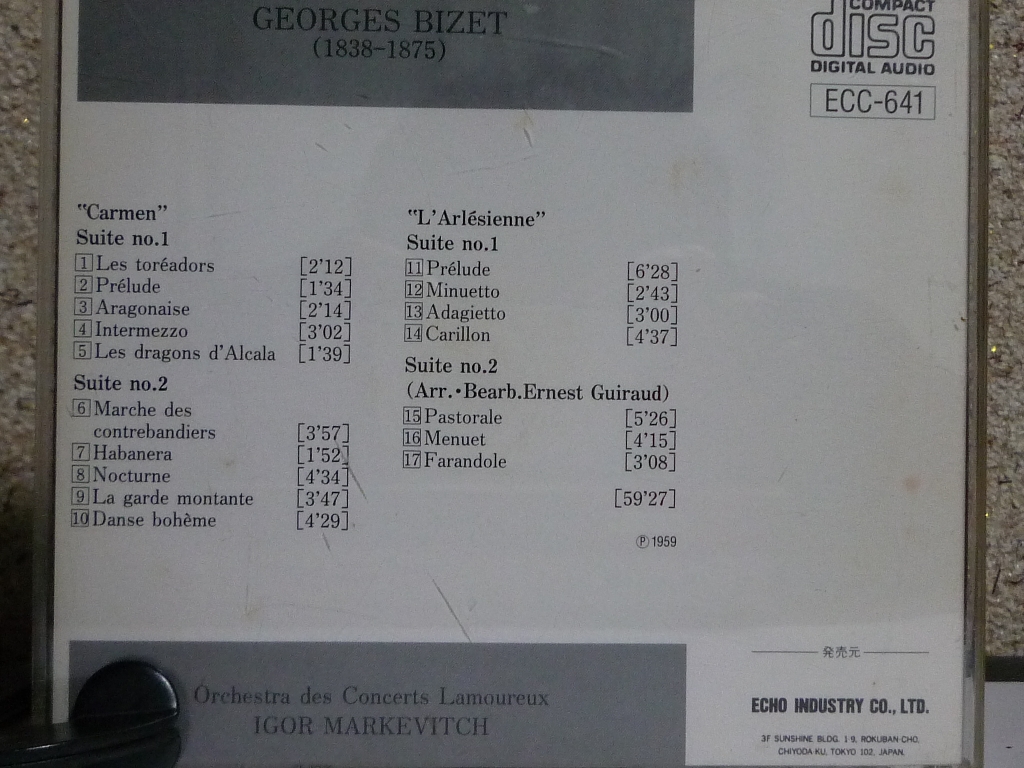 GEORGES BIZET
(1838-1875)
COMPACT
disc
DIGITAL AUDIO
ECC-641
"Carmen"
Suite no.1
1 Les toréadors [2'12]
2 Prélude [1'34]
3 Aragonaise [2'14]
4 Intermezzo [3'02]
5 Les dragons d'Alcala [1'39]
Suite no.2
6 Marche des
contrebandiers [3'57]
7 Habanera [1'52]
8 Nocturne [4'34]
9 La garde montante [3'47]
10 Danse bohème [4'29]
"L'Arlésienne"
Suite no.1
11 Prélude [6'28]
12 Minuetto [2'43]
13 Adagietto [3'00]
14 Carillon [4'37]
Suite no.2
(Arr.·Bearb.Ernest Guiraud)
15 Pastorale [5'26]
16 Menuet [4'15]
17 Farandole [3'08]
[59'27]
℗ 1959
Orchestra des Concerts Lamoureux
IGOR MARKEVITCH
発売元
ECHO INDUSTRY CO., LTD.
3F SUNSHINE BLDG. 1-9, ROKUBAN-CHO,
CHIYODA-KU, TOKYO 102, JAPAN.